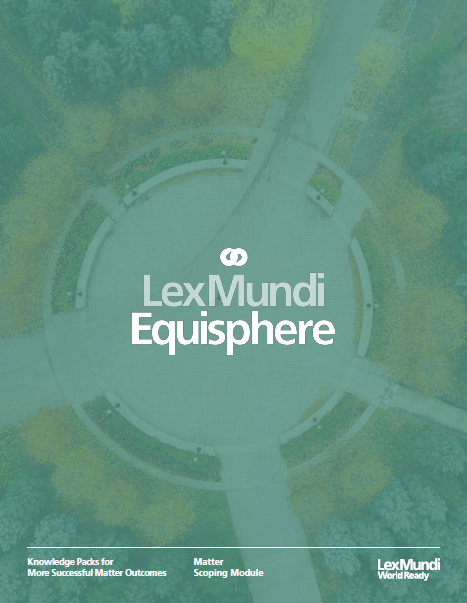 LexMundi
Equisphere
Knowledge Packs for
More Successful Matter Outcomes
Matter
Scoping Module
LexMundi
World Ready